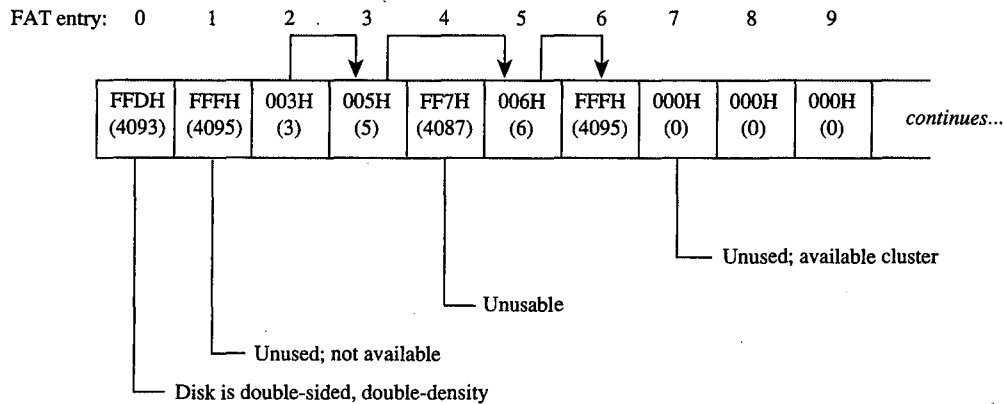 FAT entry: 0 1 2 3 4 5 6 7 8 9
FFDH FFFH 003H 005H FF7H 006H FFFH 000H 000H 000H
(4093) (4095) (3) (5) (4087) (6) (4095) (0) (0) (0)
continues...
Unused; available cluster
Unusable
Unused; not available
Disk is double-sided, double-density